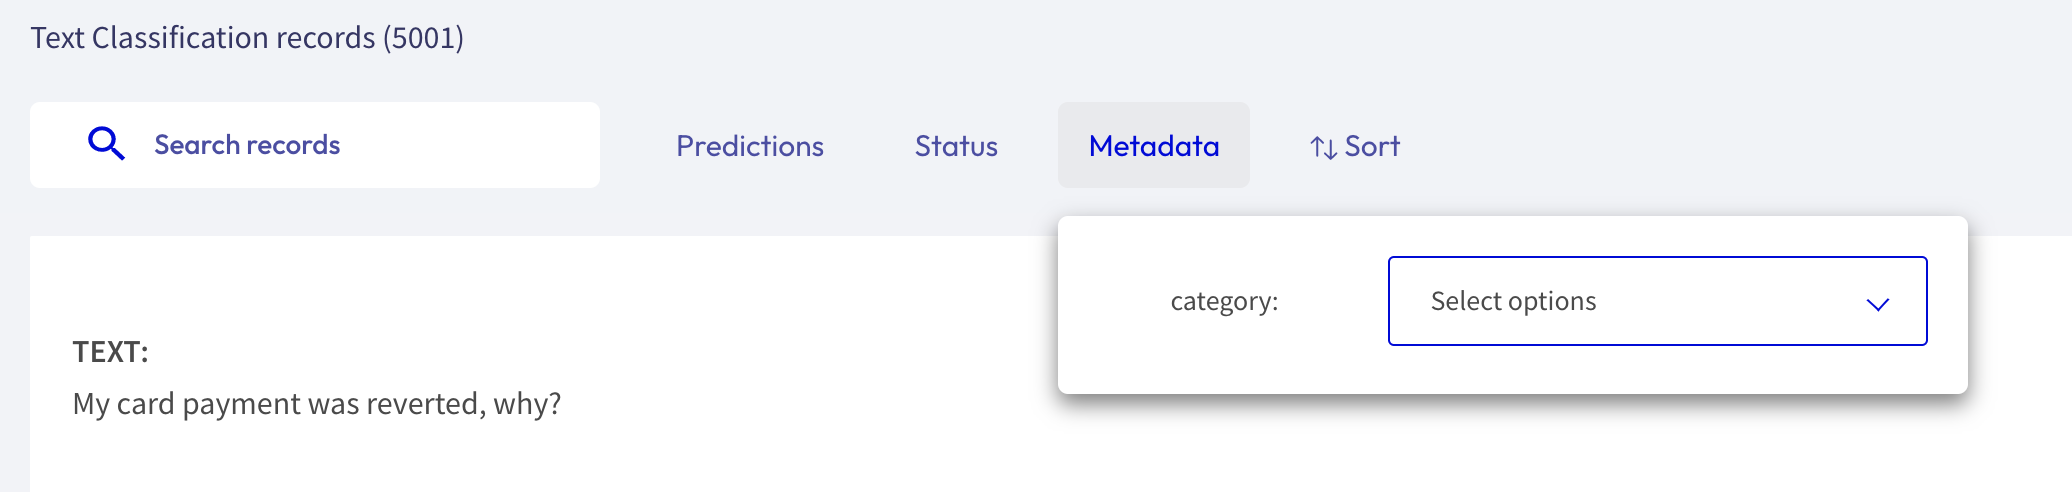 Text Classification records (5001)
Search records
Predictions
Status
Metadata
Sort
category:
Select options
TEXT:
My card payment was reverted, why?